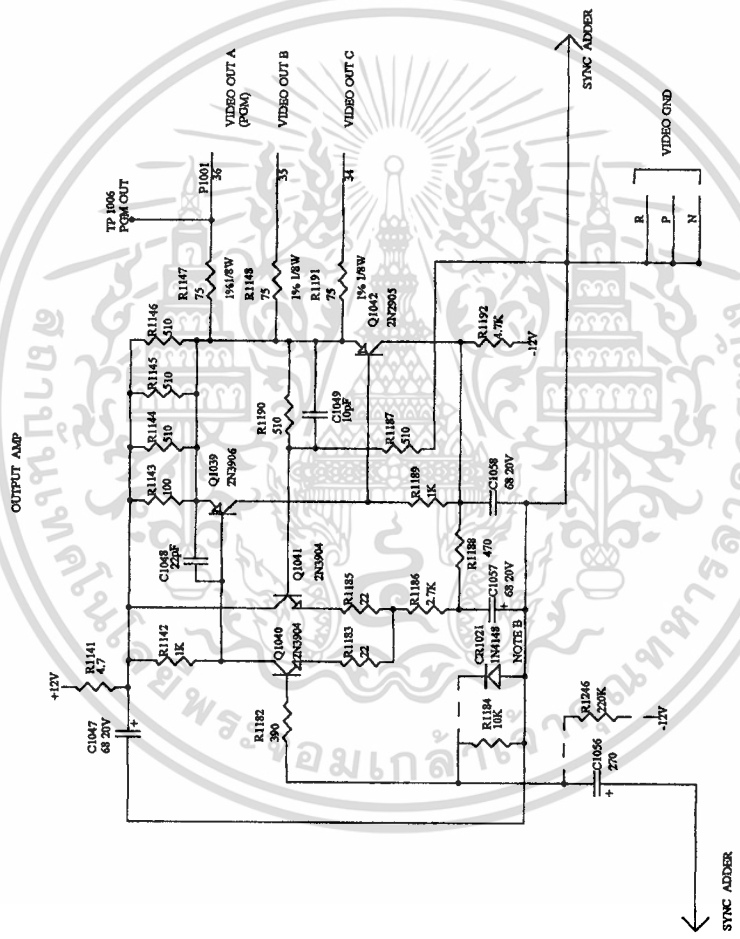 OUTPUT AMP
+12V
R1141
4.7
C1047
68 20V
R1142
1K
C1048
22pF
R1143
100
R1144
510
R1145
510
R1146
510
TP 1006
PGM OUT
R1147
75
1%1/8W
P1001
36
VIDEO OUT A
(PGM)
R1148
75
1% 1/8W
35
VIDEO OUT B
R1191
75
1% 1/8W
34
VIDEO OUT C
Q1039
2N3906
Q1040
2N3904
Q1041
2N3904
R1190
510
C1049
10pF
Q1042
2N2905
R1182
390
R1183
22
R1185
22
R1186
2.7K
R1187
510
R1189
1K
R1192
4.7K
-12V
R1188
470
R1184
10K
CR1021
1N4148
NOTE B
C1057
68 20V
C1058
68 20V
R1246
220K
-12V
C1056
270
SYNC ADDER
SYNC ADDER
R
P
N
VIDEO GND